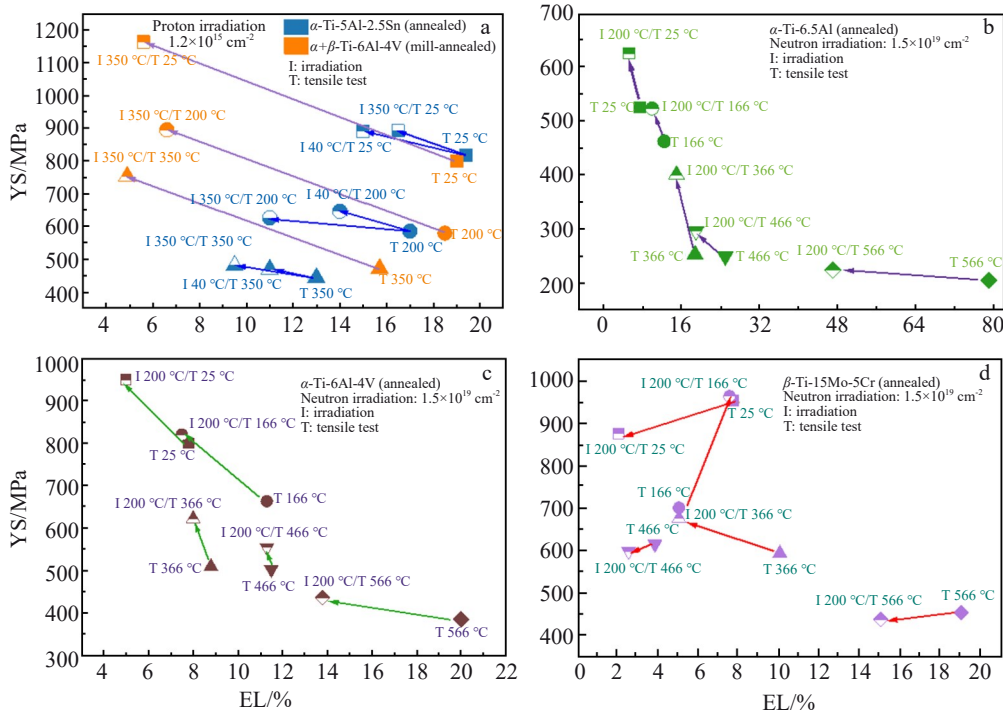 Proton irradiation
1.2×10¹⁵ cm⁻²
α-Ti-5Al-2.5Sn (annealed)
α+β-Ti-6Al-4V (mill-annealed)
I: irradiation
T: tensile test
a
YS/MPa
1200
1100
1000
900
800
700
600
500
400
I 350 °C/T 25 °C
I 350 °C/T 25 °C
I 350 °C/T 200 °C
I 40 °C/T 25 °C
T 25 °C
T 25 °C
I 350 °C/T 350 °C
I 350 °C/T 200 °C
I 40 °C/T 200 °C
T 200 °C
T 200 °C
I 350 °C/T 350 °C
I 40 °C/T 350 °C
T 350 °C
T 350 °C
4 6 8 10 12 14 16 18 20
b
α-Ti-6.5Al (annealed)
Neutron irradiation: 1.5×10¹⁹ cm⁻²
I: irradiation
T: tensile test
700
600
500
400
300
200
I 200 °C/T 25 °C
T 25 °C
I 200 °C/T 166 °C
T 166 °C
I 200 °C/T 366 °C
I 200 °C/T 466 °C
T 366 °C
T 466 °C
I 200 °C/T 566 °C
T 566 °C
0 16 32 48 64 80
c
α-Ti-6Al-4V (annealed)
Neutron irradiation: 1.5×10¹⁹ cm⁻²
I: irradiation
T: tensile test
YS/MPa
1000
900
800
700
600
500
400
300
I 200 °C/T 25 °C
I 200 °C/T 166 °C
T 25 °C
T 166 °C
I 200 °C/T 366 °C
I 200 °C/T 466 °C
T 366 °C
T 466 °C
I 200 °C/T 566 °C
T 566 °C
4 6 8 10 12 14 16 18 20 22
EL/%
d
β-Ti-15Mo-5Cr (annealed)
Neutron irradiation: 1.5×10¹⁹ cm⁻²
I: irradiation
T: tensile test
1000
900
800
700
600
500
400
300
I 200 °C/T 166 °C
T 25 °C
I 200 °C/T 25 °C
T 166 °C
I 200 °C/T 366 °C
T 466 °C
I 200 °C/T 466 °C
T 366 °C
I 200 °C/T 566 °C
T 566 °C
0 2 4 6 8 10 12 14 16 18 20
EL/%